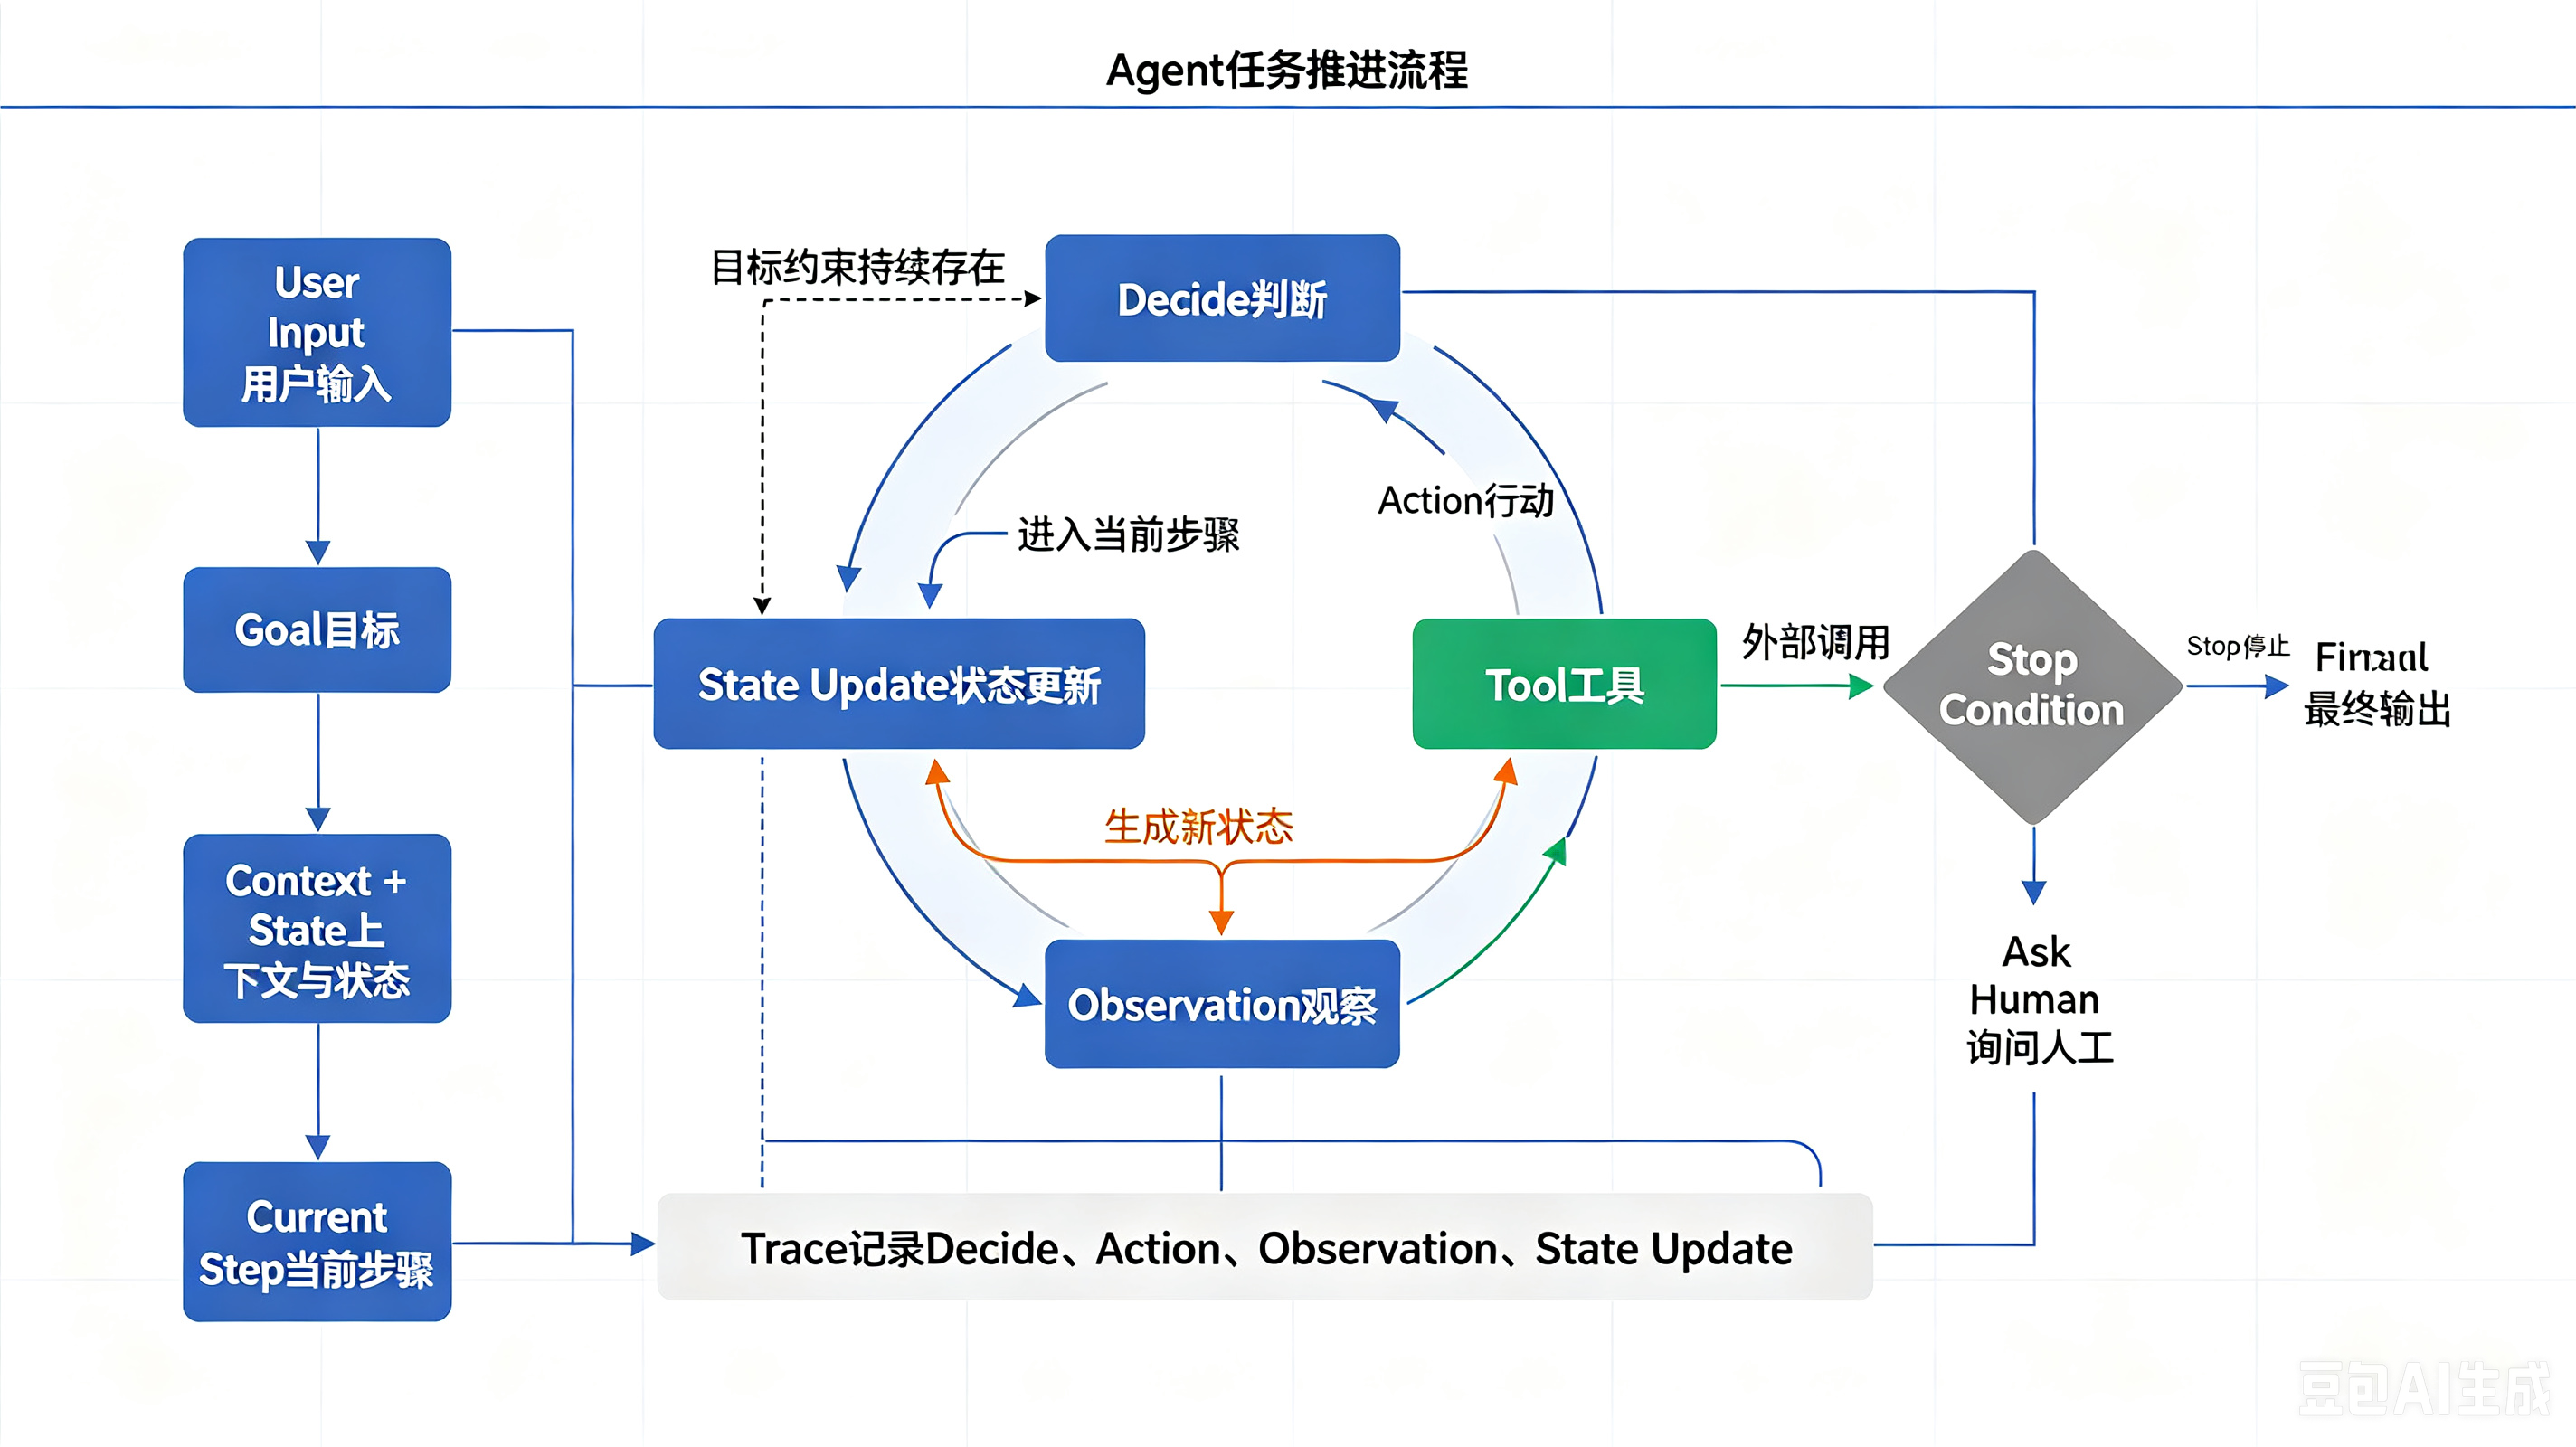 Agent任务推进流程
User
Input
用户输入
Goal目标
Context +
State上
下文与状态
Current
Step当前步骤
目标约束持续存在
Decide判断
进入当前步骤
Action行动
State Update状态更新
Tool工具
外部调用
生成新状态
Observation观察
Stop
Condition
Stop停止
最终输出
Ask
Human
询问人工
Trace记录Decide、Action、Observation、State Update
豆包AI生成